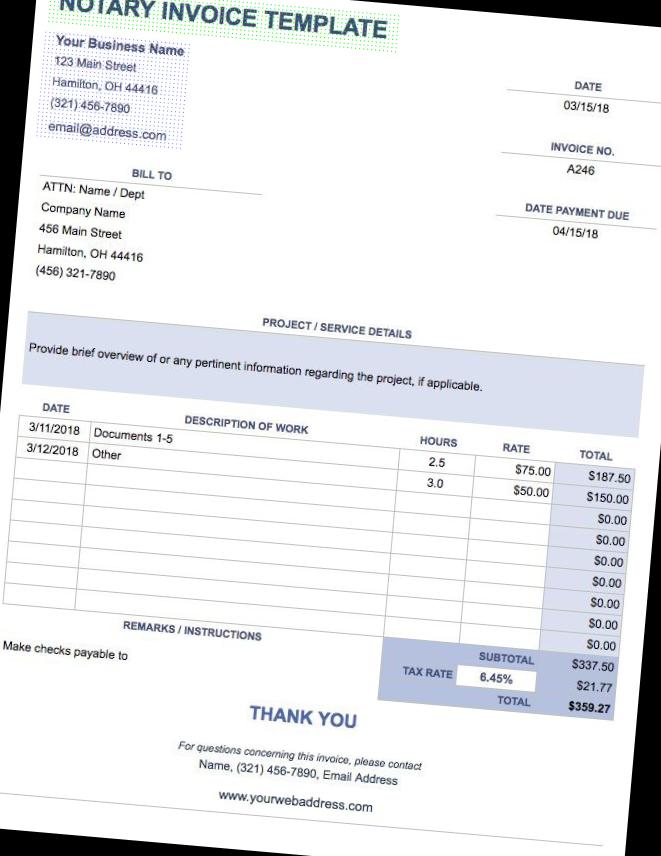 NOTARY INVOICE TEMPLATE
Your Business Name
123 Main Street
Hamilton, OH 44416
(321) 456-7890
email@address.com
DATE
03/15/18
INVOICE NO.
A246
DATE PAYMENT DUE
04/15/18
BILL TO
ATTN: Name / Dept
Company Name
456 Main Street
Hamilton, OH 44416
(456) 321-7890
PROJECT / SERVICE DETAILS
Provide brief overview of or any pertinent information regarding the project, if applicable.
DATE DESCRIPTION OF WORK HOURS RATE TOTAL
3/11/2018 Documents 1-5 2.5 $75.00 $187.50
3/12/2018 Other 3.0 $50.00 $150.00
$0.00
$0.00
$0.00
$0.00
$0.00
$0.00
$0.00
REMARKS / INSTRUCTIONS
Make checks payable to
SUBTOTAL $337.50
TAX RATE 6.45% $21.77
TOTAL $359.27
THANK YOU
For questions concerning this invoice, please contact
Name, (321) 456-7890, Email Address
www.yourwebaddress.com